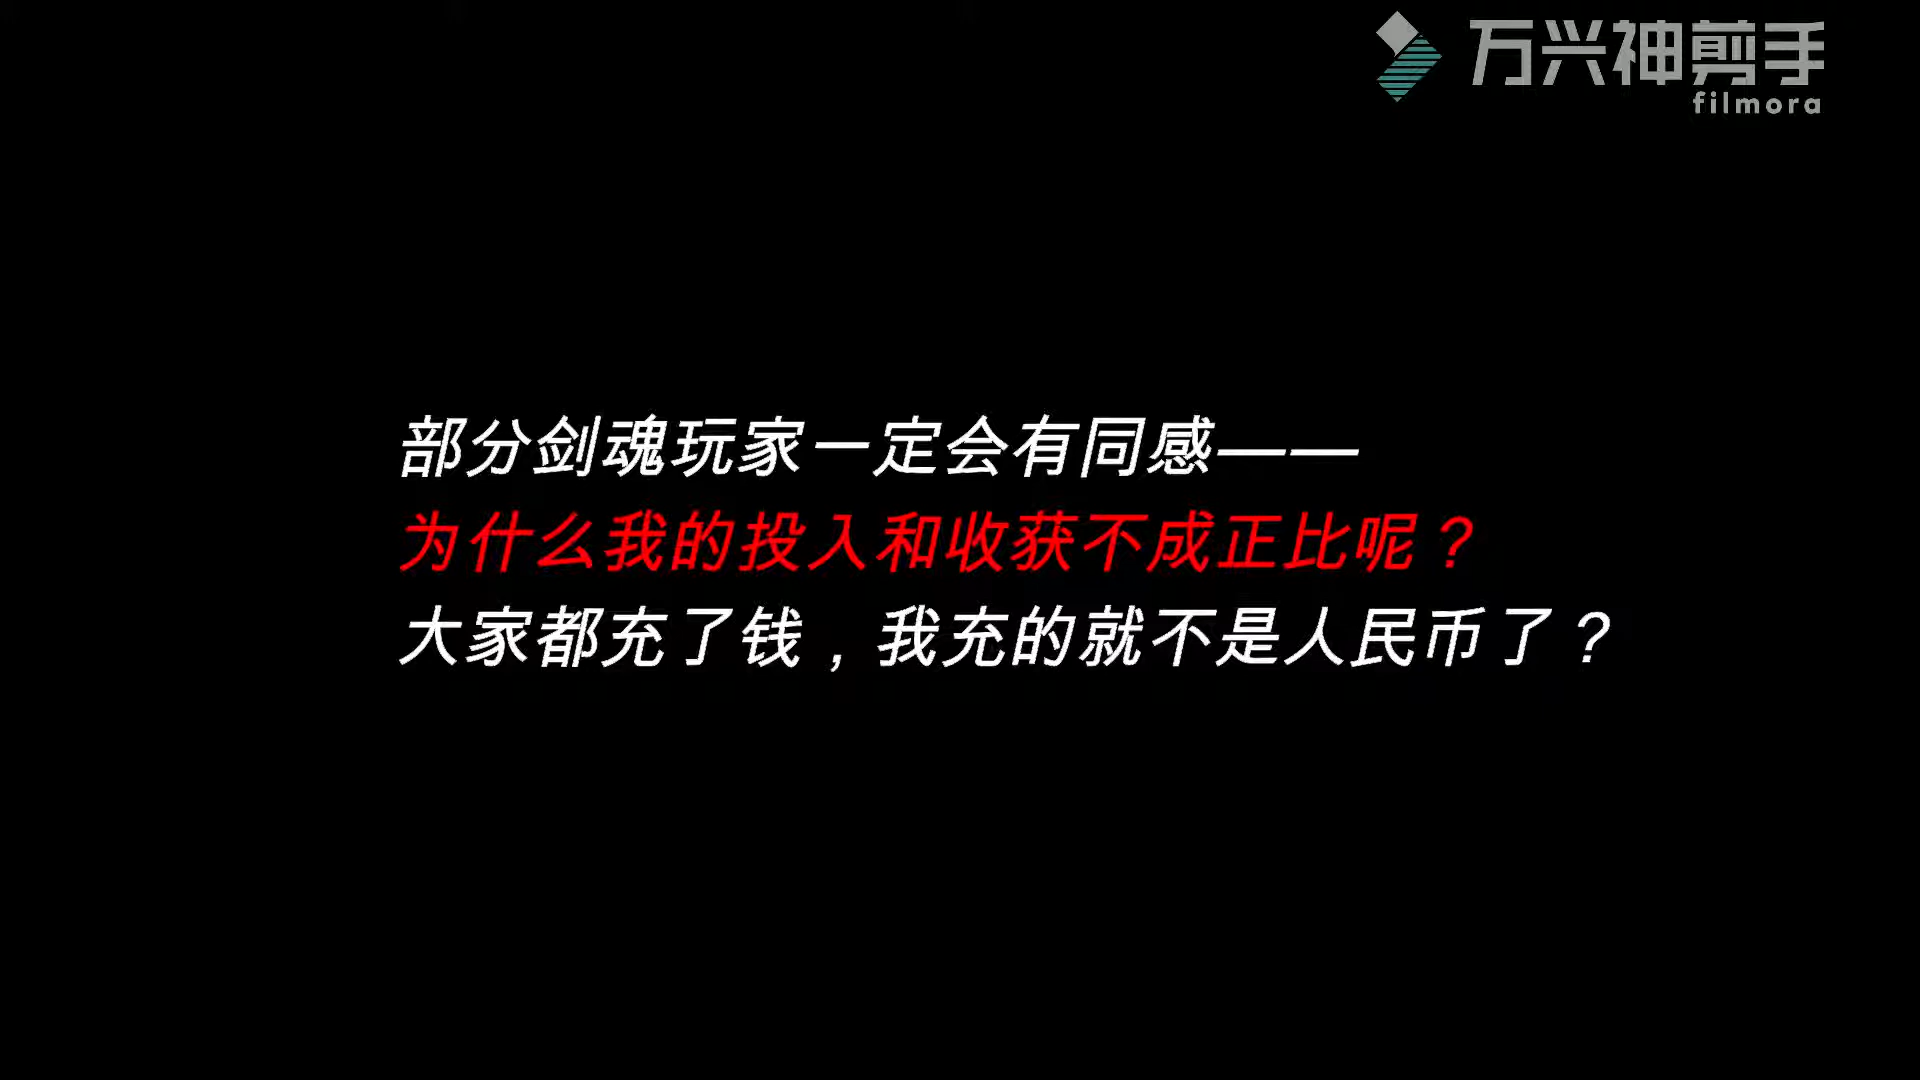 万兴神剪手
filmora
部分剑魂玩家一定会有同感——
为什么我的投入和收获不成正比呢？
大家都充了钱，我充的就不是人民币了？